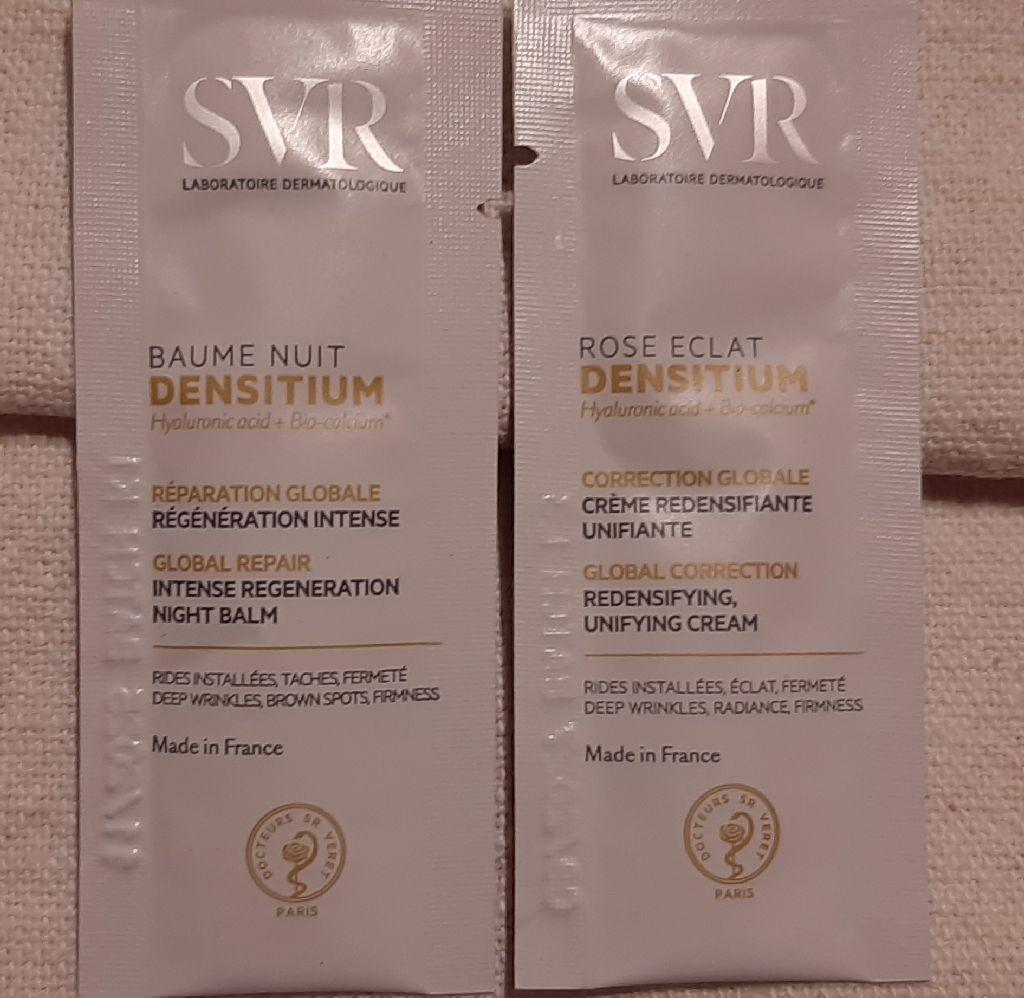 SVR
LABORATOIRE DERMATOLOGIQUE
BAUME NUIT
DENSITIUM
Hyaluronic acid + Bio-calcium*
RÉPARATION GLOBALE
RÉGÉNÉRATION INTENSE
GLOBAL REPAIR
INTENSE REGENERATION
NIGHT BALM
RIDES INSTALLÉES, TACHES, FERMETÉ
DEEP WRINKLES, BROWN SPOTS, FIRMNESS
Made in France
DOCTEURS SR VERET
PARIS
SVR
LABORATOIRE DERMATOLOGIQUE
ROSE ECLAT
DENSITIUM
Hyaluronic acid + Bio-calcium*
CORRECTION GLOBALE
CRÈME REDENSIFIANTE
UNIFIANTE
GLOBAL CORRECTION
REDENSIFYING,
UNIFYING CREAM
RIDES INSTALLÉES, ÉCLAT, FERMETÉ
DEEP WRINKLES, RADIANCE, FIRMNESS
Made in France
DOCTEURS SR VERET
PARIS